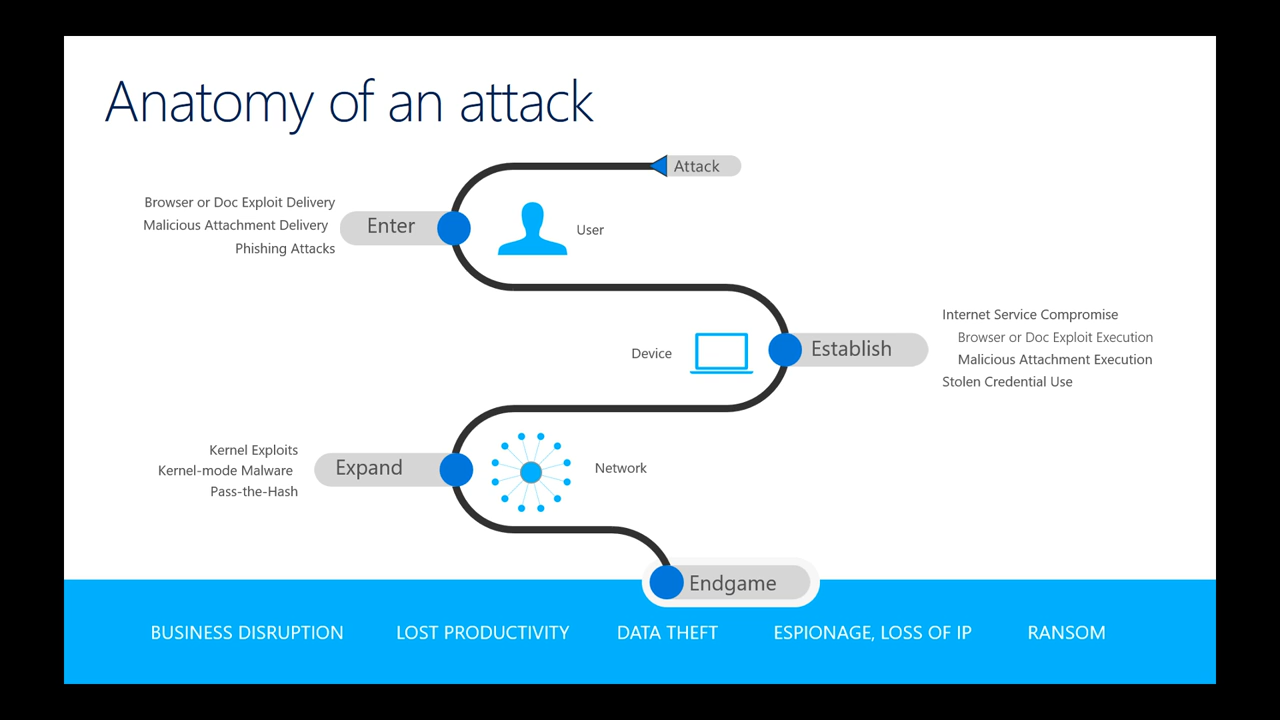 Anatomy of an attack
Attack
Browser or Doc Exploit Delivery
Malicious Attachment Delivery
Phishing Attacks
Enter
User
Device
Establish
Internet Service Compromise
Browser or Doc Exploit Execution
Malicious Attachment Execution
Stolen Credential Use
Kernel Exploits
Kernel-mode Malware
Pass-the-Hash
Expand
Network
Endgame
BUSINESS DISRUPTION
LOST PRODUCTIVITY
DATA THEFT
ESPIONAGE, LOSS OF IP
RANSOM